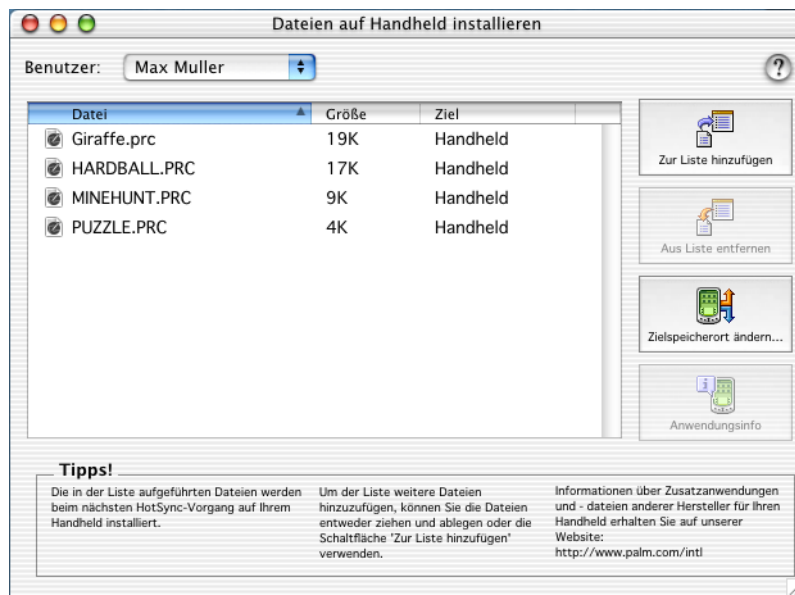 Dateien auf Handheld installieren
Benutzer: Max Muller
?
Datei Größe Ziel
Giraffe.prc 19K Handheld
HARDBALL.PRC 17K Handheld
MINEHUNT.PRC 9K Handheld
PUZZLE.PRC 4K Handheld
Zur Liste hinzufügen
Aus Liste entfernen
Zielspeicherort ändern...
Anwendungsinfo
Tipps!
Die in der Liste aufgeführten Dateien werden
beim nächsten HotSync-Vorgang auf Ihrem
Handheld installiert.
Um der Liste weitere Dateien
hinzuzufügen, können Sie die Dateien
entweder ziehen und ablegen oder die
Schaltfläche 'Zur Liste hinzufügen'
verwenden.
Informationen über Zusatzanwendungen
und - dateien anderer Hersteller für Ihren
Handheld erhalten Sie auf unserer
Website:
http://www.palm.com/intl